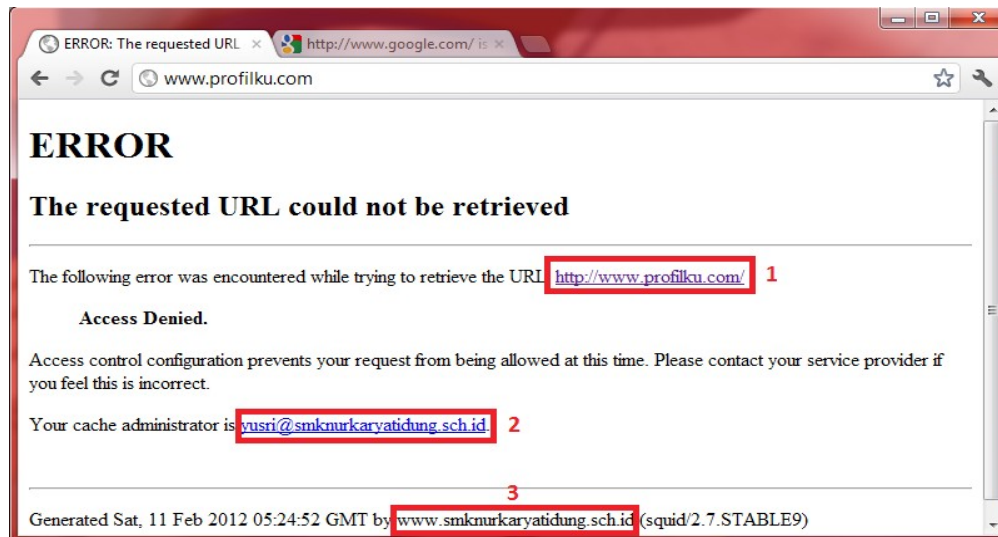 ERROR: The requested URL
http://www.google.com/ is
www.profilku.com
ERROR
The requested URL could not be retrieved
The following error was encountered while trying to retrieve the URL: http://www.profilku.com/ 1
Access Denied.
Access control configuration prevents your request from being allowed at this time. Please contact your service provider if
you feel this is incorrect.
Your cache administrator is yusri@smknurkaryatidung.sch.id. 2
3
Generated Sat, 11 Feb 2012 05:24:52 GMT by www.smknurkaryatidung.sch.id (squid/2.7.STABLE9)